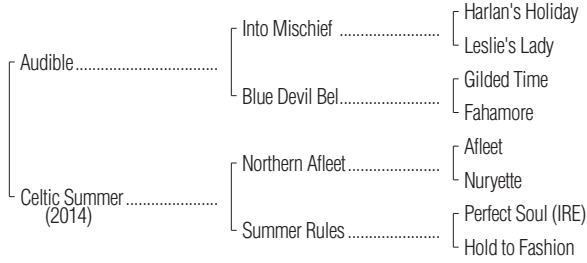 Harlan's Holiday
Into Mischief ......................
Leslie's Lady
Audible................................
Gilded Time
Blue Devil Bel......................
Fahamore
Afleet
Northern Afleet....................
Nuryette
Celtic Summer....................
(2014)
Perfect Soul (IRE)
Summer Rules ....................
Hold to Fashion